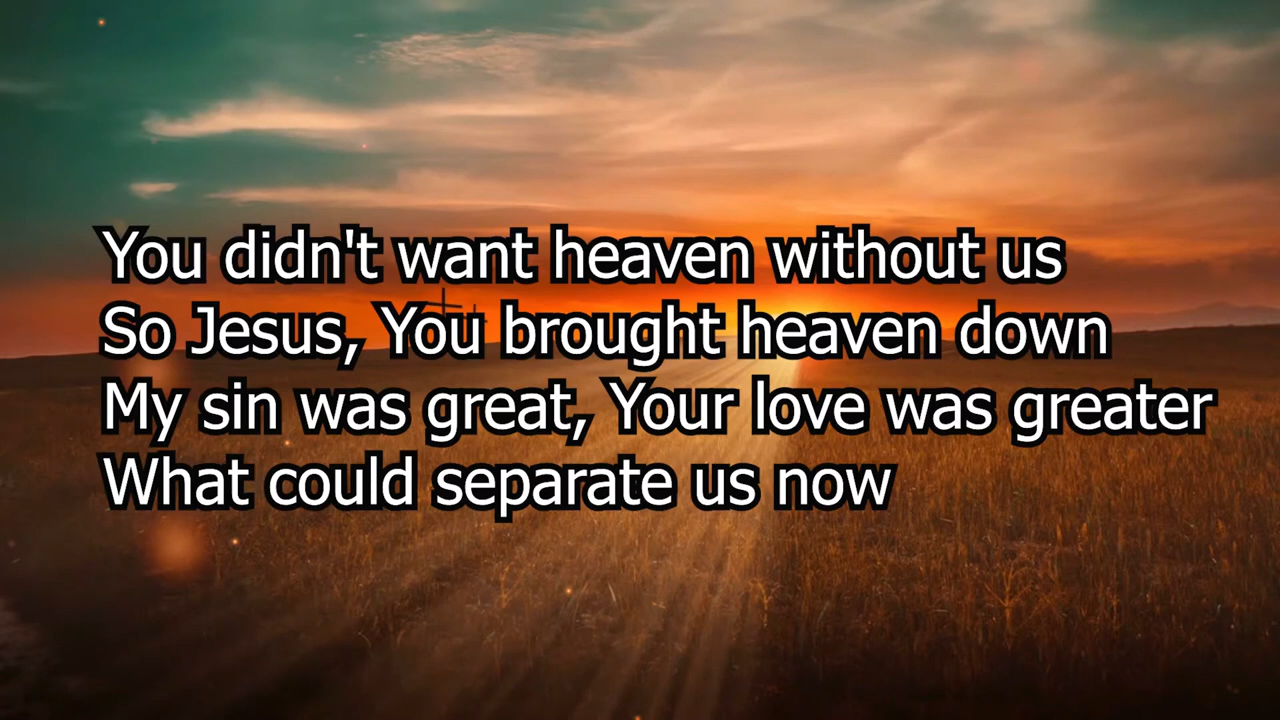 You didn't want heaven without us
So Jesus, You brought heaven down
My sin was great, Your love was greater
What could separate us now